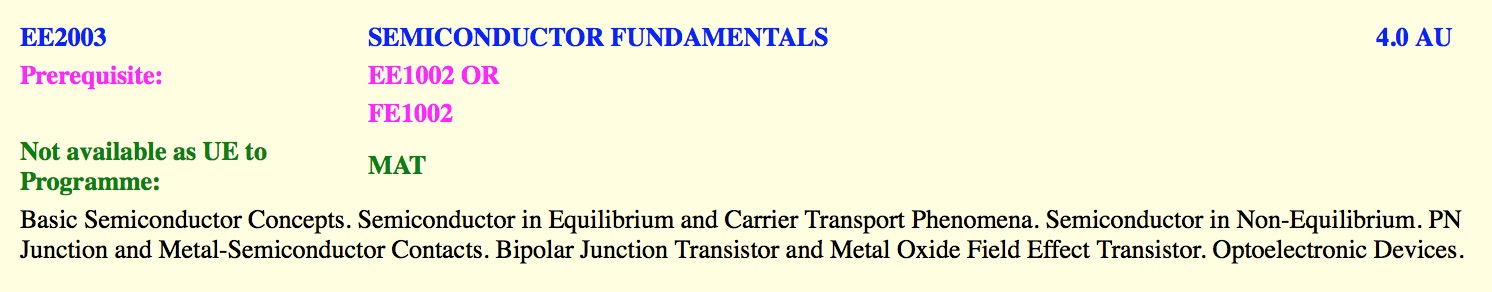 EE2003 SEMICONDUCTOR FUNDAMENTALS 4.0 AU
Prerequisite: EE1002 OR
FE1002
Not available as UE to
Programme: MAT
Basic Semiconductor Concepts. Semiconductor in Equilibrium and Carrier Transport Phenomena. Semiconductor in Non-Equilibrium. PN
Junction and Metal-Semiconductor Contacts. Bipolar Junction Transistor and Metal Oxide Field Effect Transistor. Optoelectronic Devices.